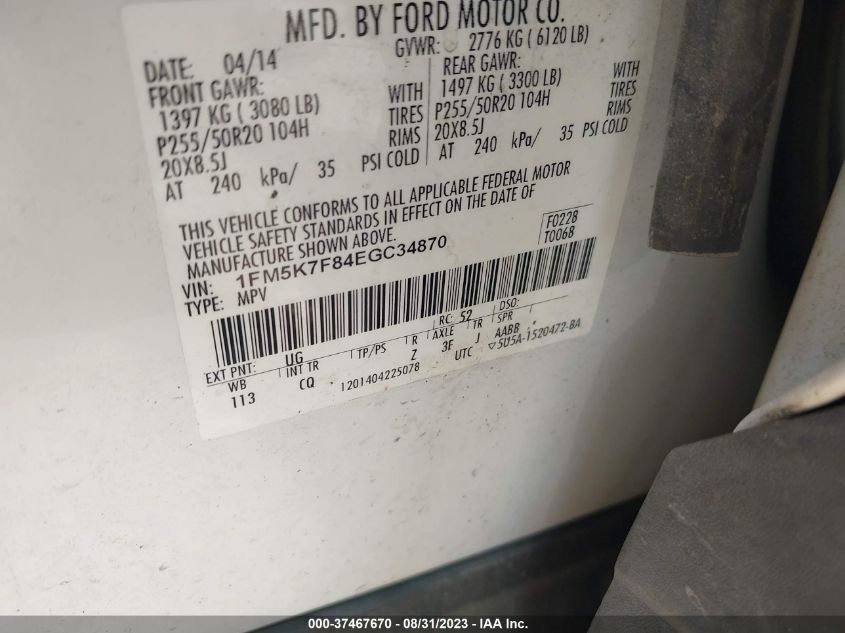 MFD. BY FORD MOTOR CO.
DATE: 04/14 GVWR: 2776 KG ( 6120 LB)
FRONT GAWR: REAR GAWR:
1397 KG ( 3080 LB) WITH 1497 KG ( 3300 LB) WITH
P255/50R20 104H TIRES P255/50R20 104H TIRES
20X8.5J RIMS 20X8.5J RIMS
AT 240 kPa/ 35 PSI COLD AT 240 kPa/ 35 PSI COLD
THIS VEHICLE CONFORMS TO ALL APPLICABLE FEDERAL MOTOR
VEHICLE SAFETY STANDARDS IN EFFECT ON THE DATE OF
MANUFACTURE SHOWN ABOVE.
F0228
T0068
VIN: 1FM5K7F84EGC34870
TYPE: MPV
EXT PNT: UG RC: 52 DSO:
WB INT TR TP/PS R AXLE TR SPR
113 CQ Z 3F J AABB
1201404225078 UTC ▽5U5A-1520472-BA
000-37467670 - 08/31/2023 - IAA Inc.